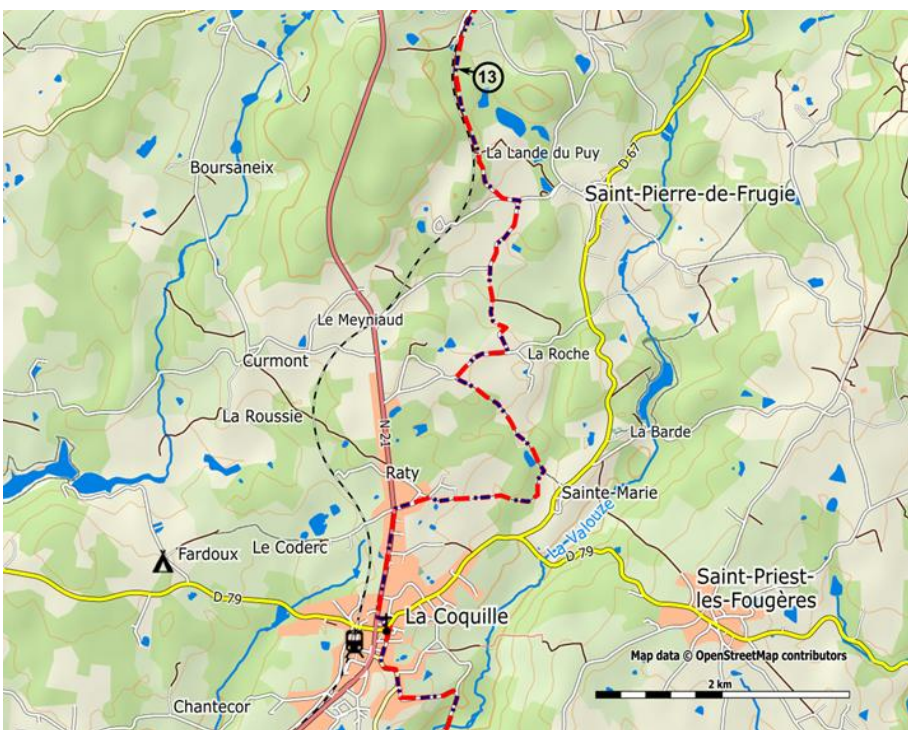 13
La Lande du Puy
Boursaneix
D 67
Saint-Pierre-de-Frugie
Le Meyniaud
La Roche
Curmont
La Roussie
N 21
La Barde
Raty
Sainte-Marie
La Valouze
Le Coderc
Fardoux
D 79
D 79
Saint-Priest-
les-Fougères
La Coquille
Map data © OpenStreetMap contributors
2 km
Chantecor